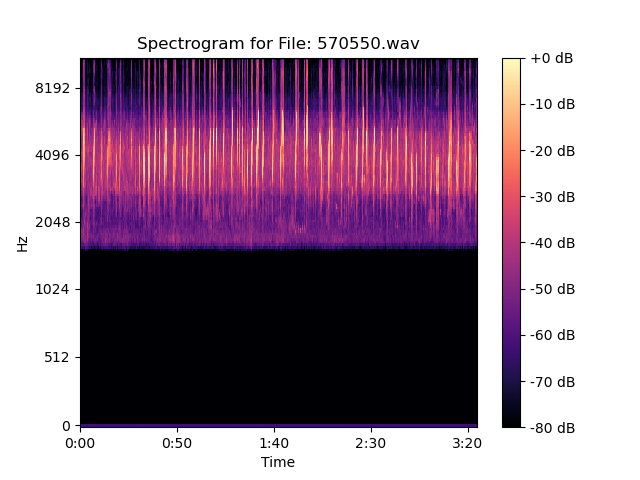 Spectrogram for File: 570550.wav
+0 dB
8192
-10 dB
4096
-20 dB
-30 dB
2048
Hz
-40 dB
1024
-50 dB
512
-60 dB
-70 dB
0
-80 dB
0:00 0:50 1:40 2:30 3:20
Time